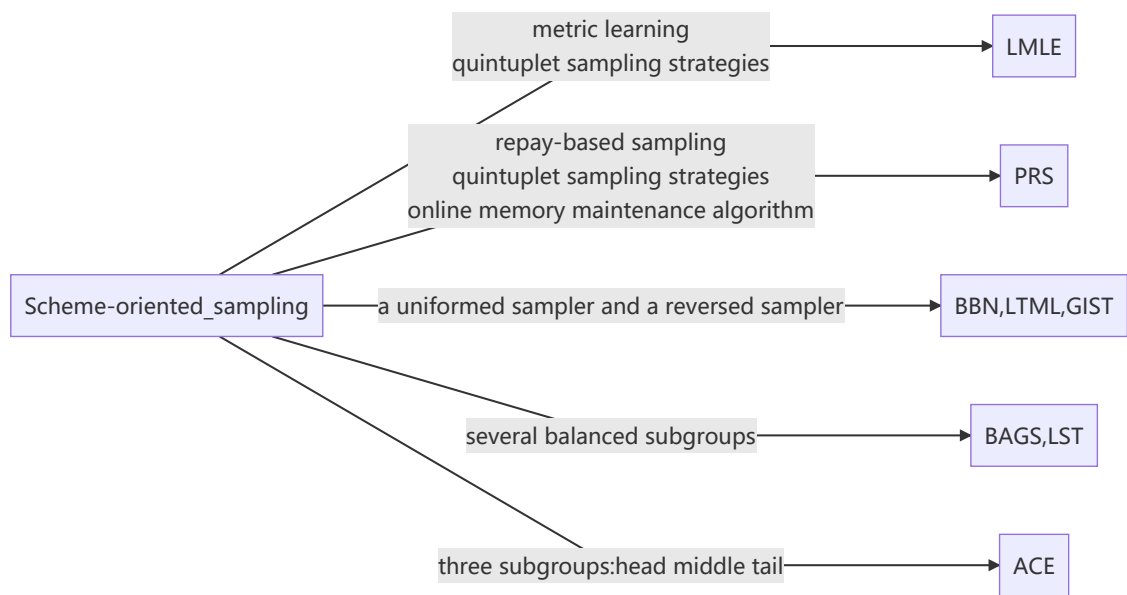 metric learning
quintuplet sampling strategies
LMLE
repay-based sampling
quintuplet sampling strategies
online memory maintenance algorithm
PRS
Scheme-oriented_sampling
a uniformed sampler and a reversed sampler
BBN,LTML,GIST
several balanced subgroups
BAGS,LST
three subgroups:head middle tail
ACE